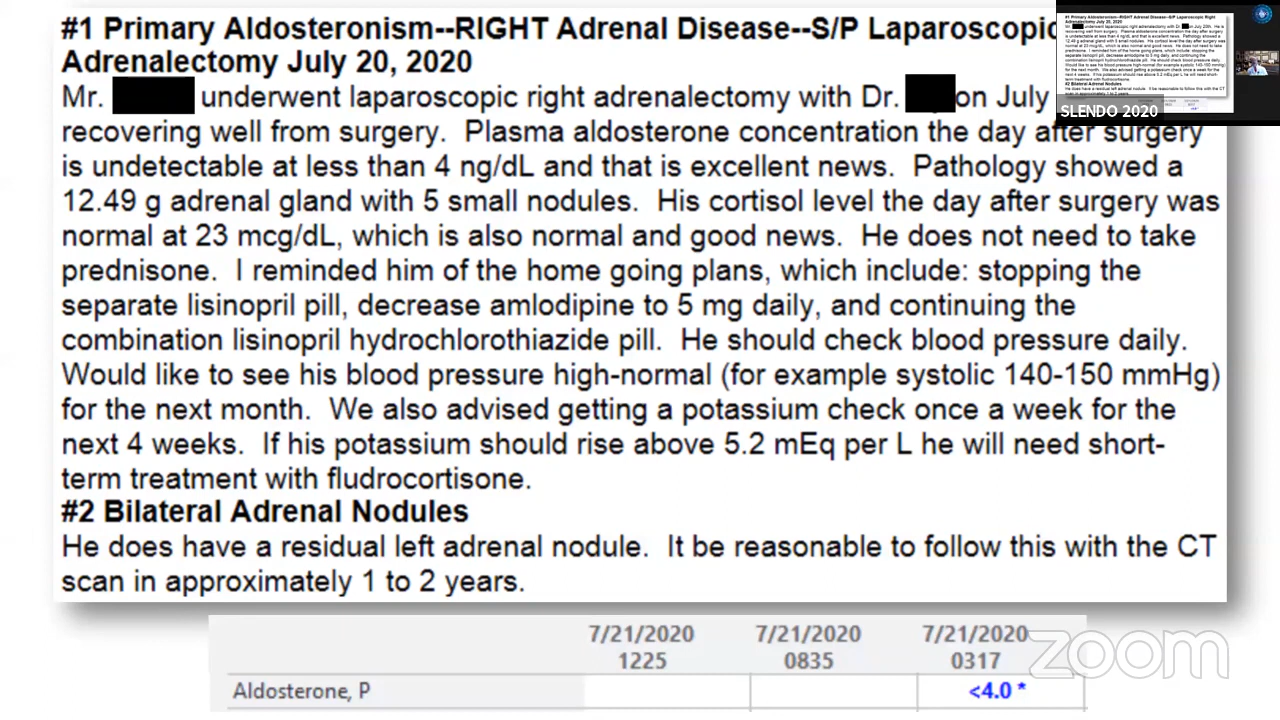 #1 Primary Aldosteronism--RIGHT Adrenal Disease--S/P Laparoscopic
Adrenalectomy July 20, 2020
Mr. underwent laparoscopic right adrenalectomy with Dr. on July
recovering well from surgery. Plasma aldosterone concentration the day after surgery
is undetectable at less than 4 ng/dL and that is excellent news. Pathology showed a
12.49 g adrenal gland with 5 small nodules. His cortisol level the day after surgery was
normal at 23 mcg/dL, which is also normal and good news. He does not need to take
prednisone. I reminded him of the home going plans, which include: stopping the
separate lisinopril pill, decrease amlodipine to 5 mg daily, and continuing the
combination lisinopril hydrochlorothiazide pill. He should check blood pressure daily.
Would like to see his blood pressure high-normal (for example systolic 140-150 mmHg)
for the next month. We also advised getting a potassium check once a week for the
next 4 weeks. If his potassium should rise above 5.2 mEq per L he will need short-
term treatment with fludrocortisone.
#2 Bilateral Adrenal Nodules
He does have a residual left adrenal nodule. It be reasonable to follow this with the CT
scan in approximately 1 to 2 years.
7/21/2020 7/21/2020 7/21/2020
1225 0835 0317
Aldosterone, P <4.0 *
SLENDO 2020
zoom